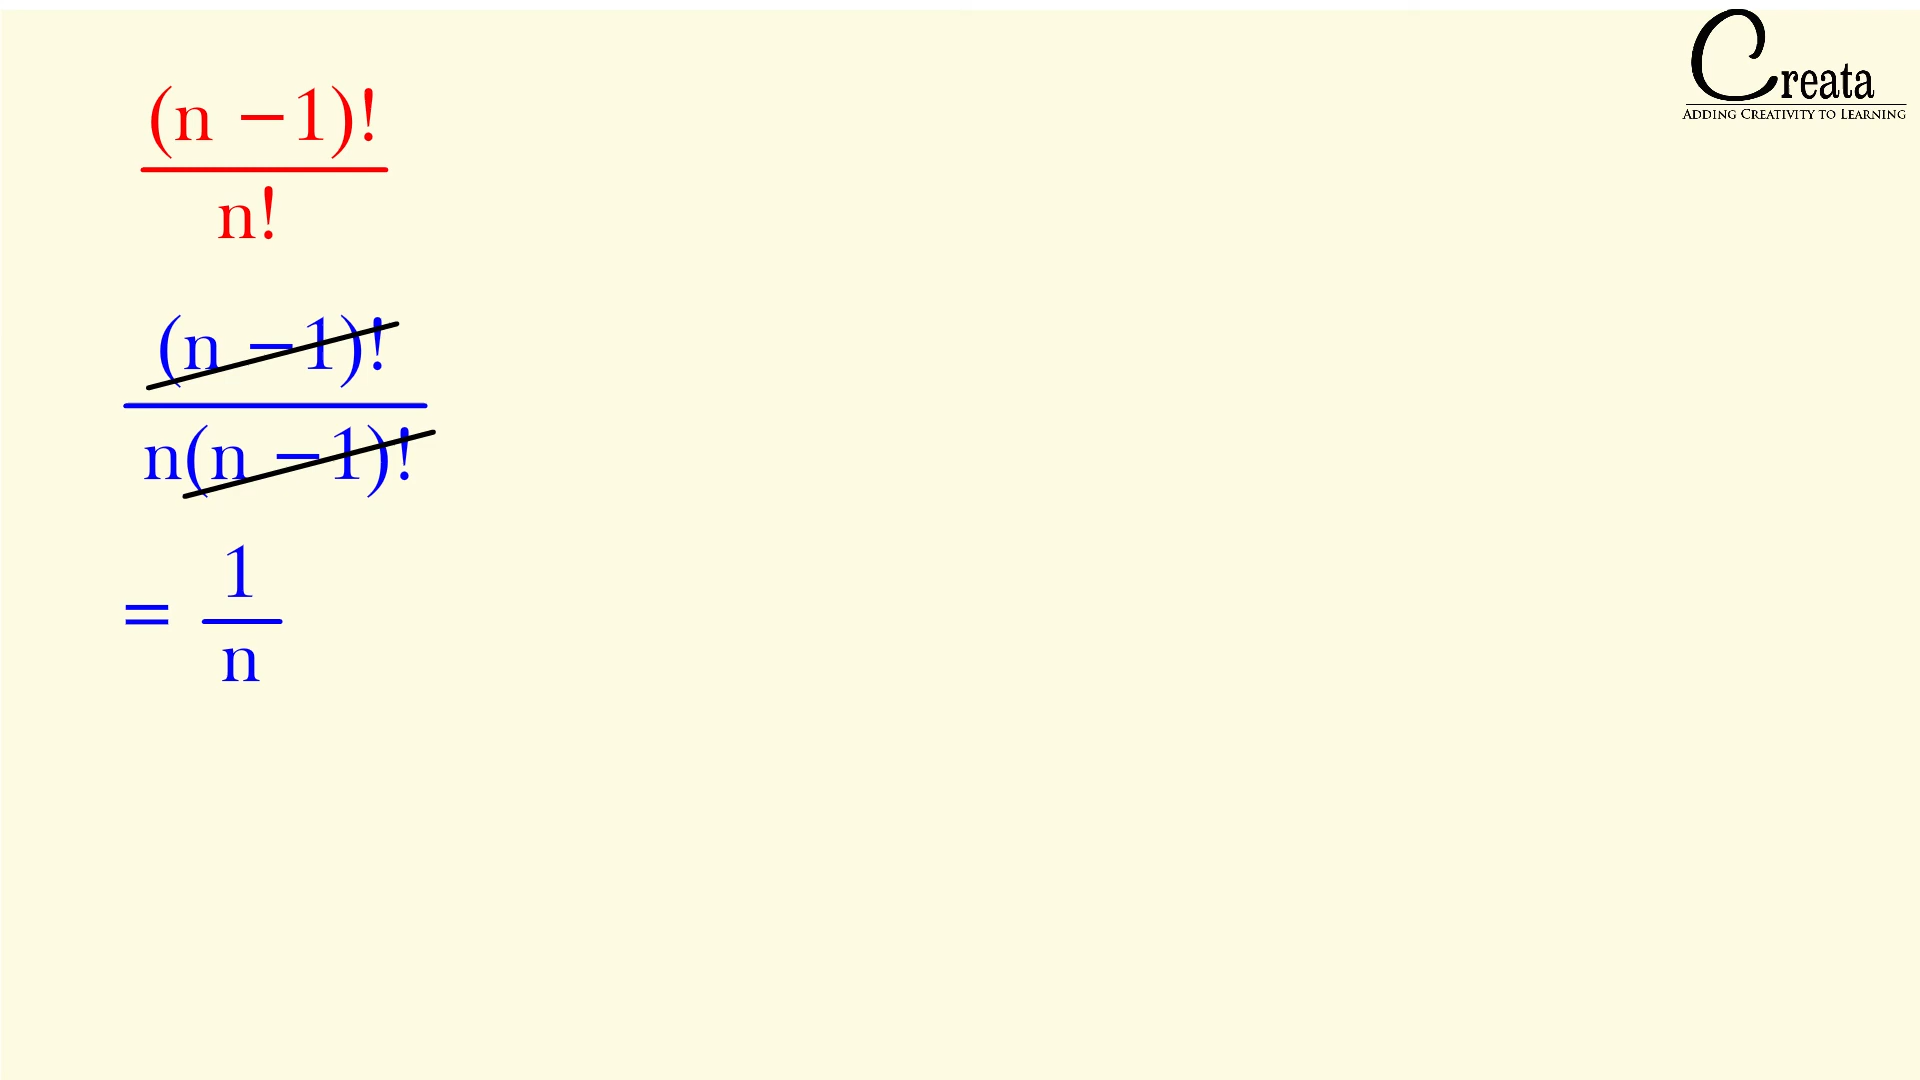 Creata
ADDING CREATIVITY TO LEARNING
(n − 1)!
n!
(n − 1)!
n(n − 1)!
= 1
n